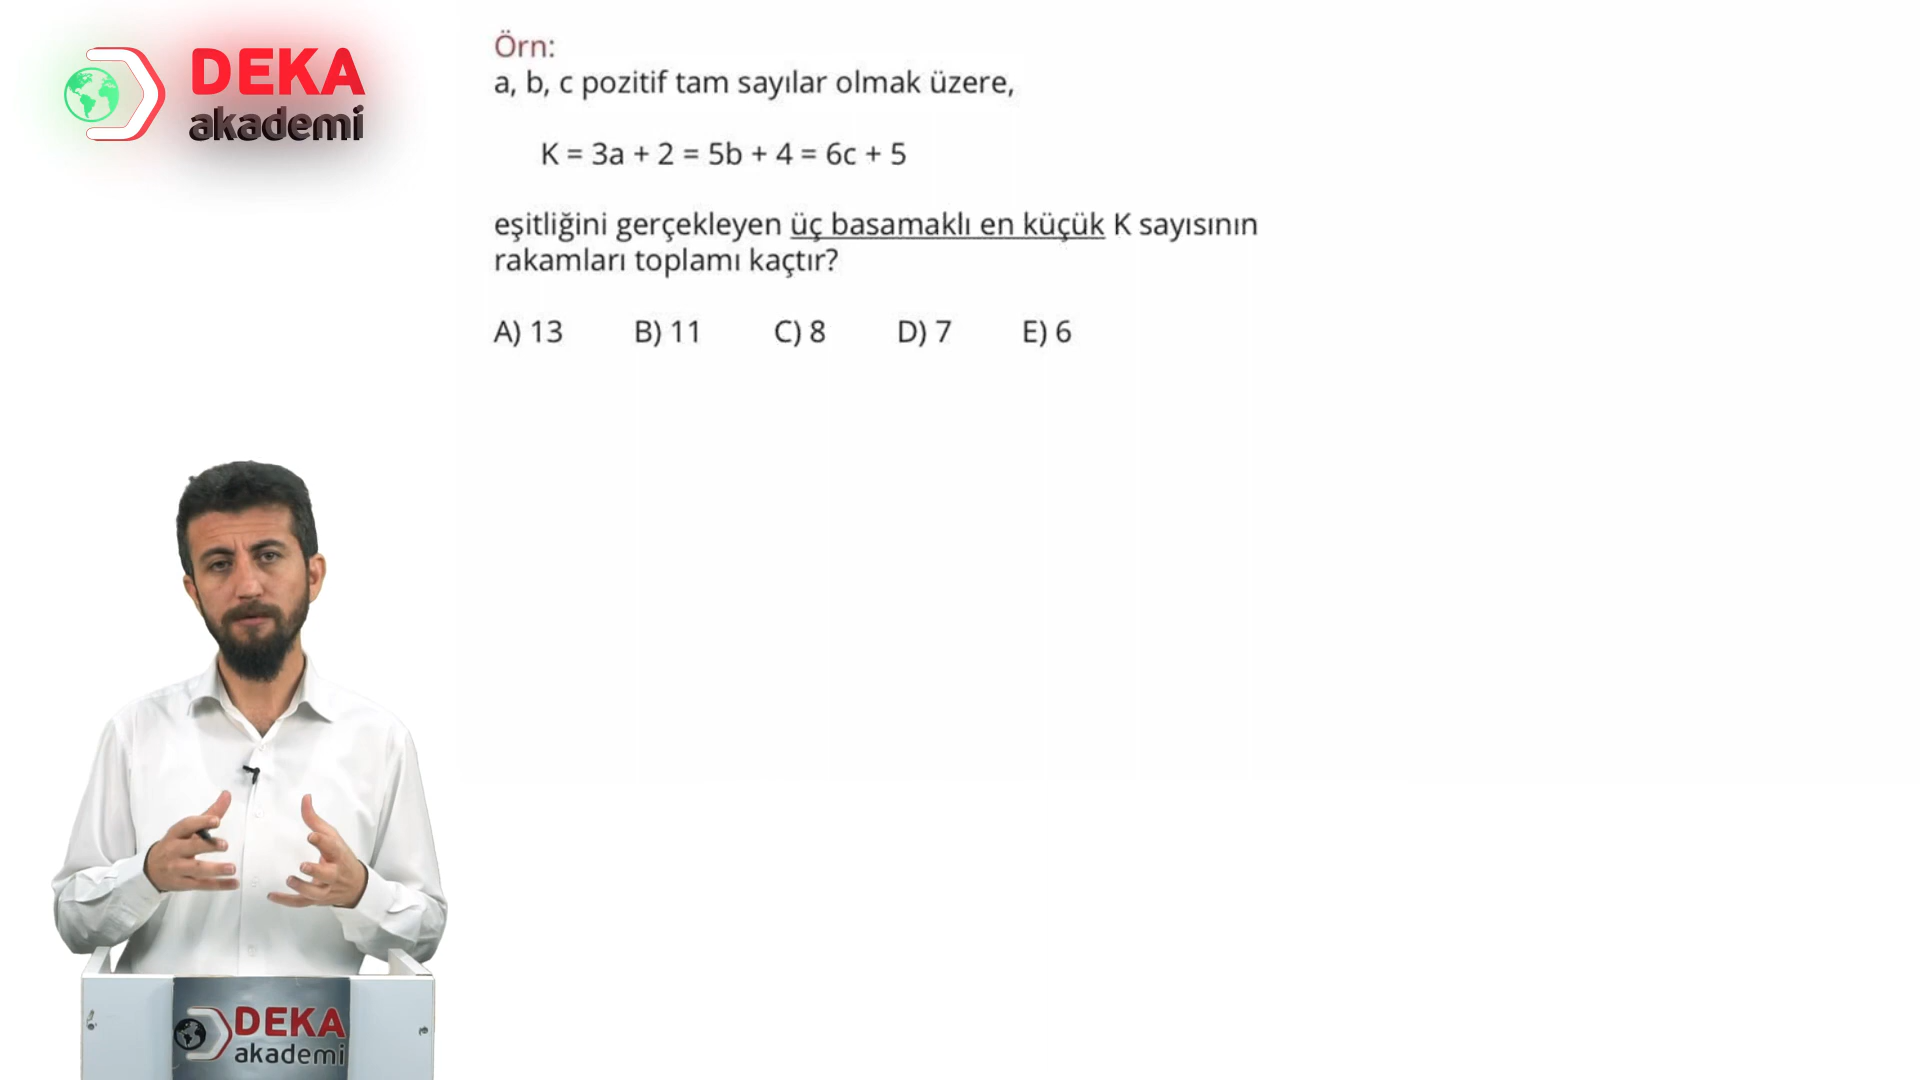 DEKA
akademi
Örn:
a, b, c pozitif tam sayılar olmak üzere,
K = 3a + 2 = 5b + 4 = 6c + 5
eşitliğini gerçekleyen üç basamaklı en küçük K sayısının
rakamları toplamı kaçtır?
A) 13 B) 11 C) 8 D) 7 E) 6
DEKA
akademi